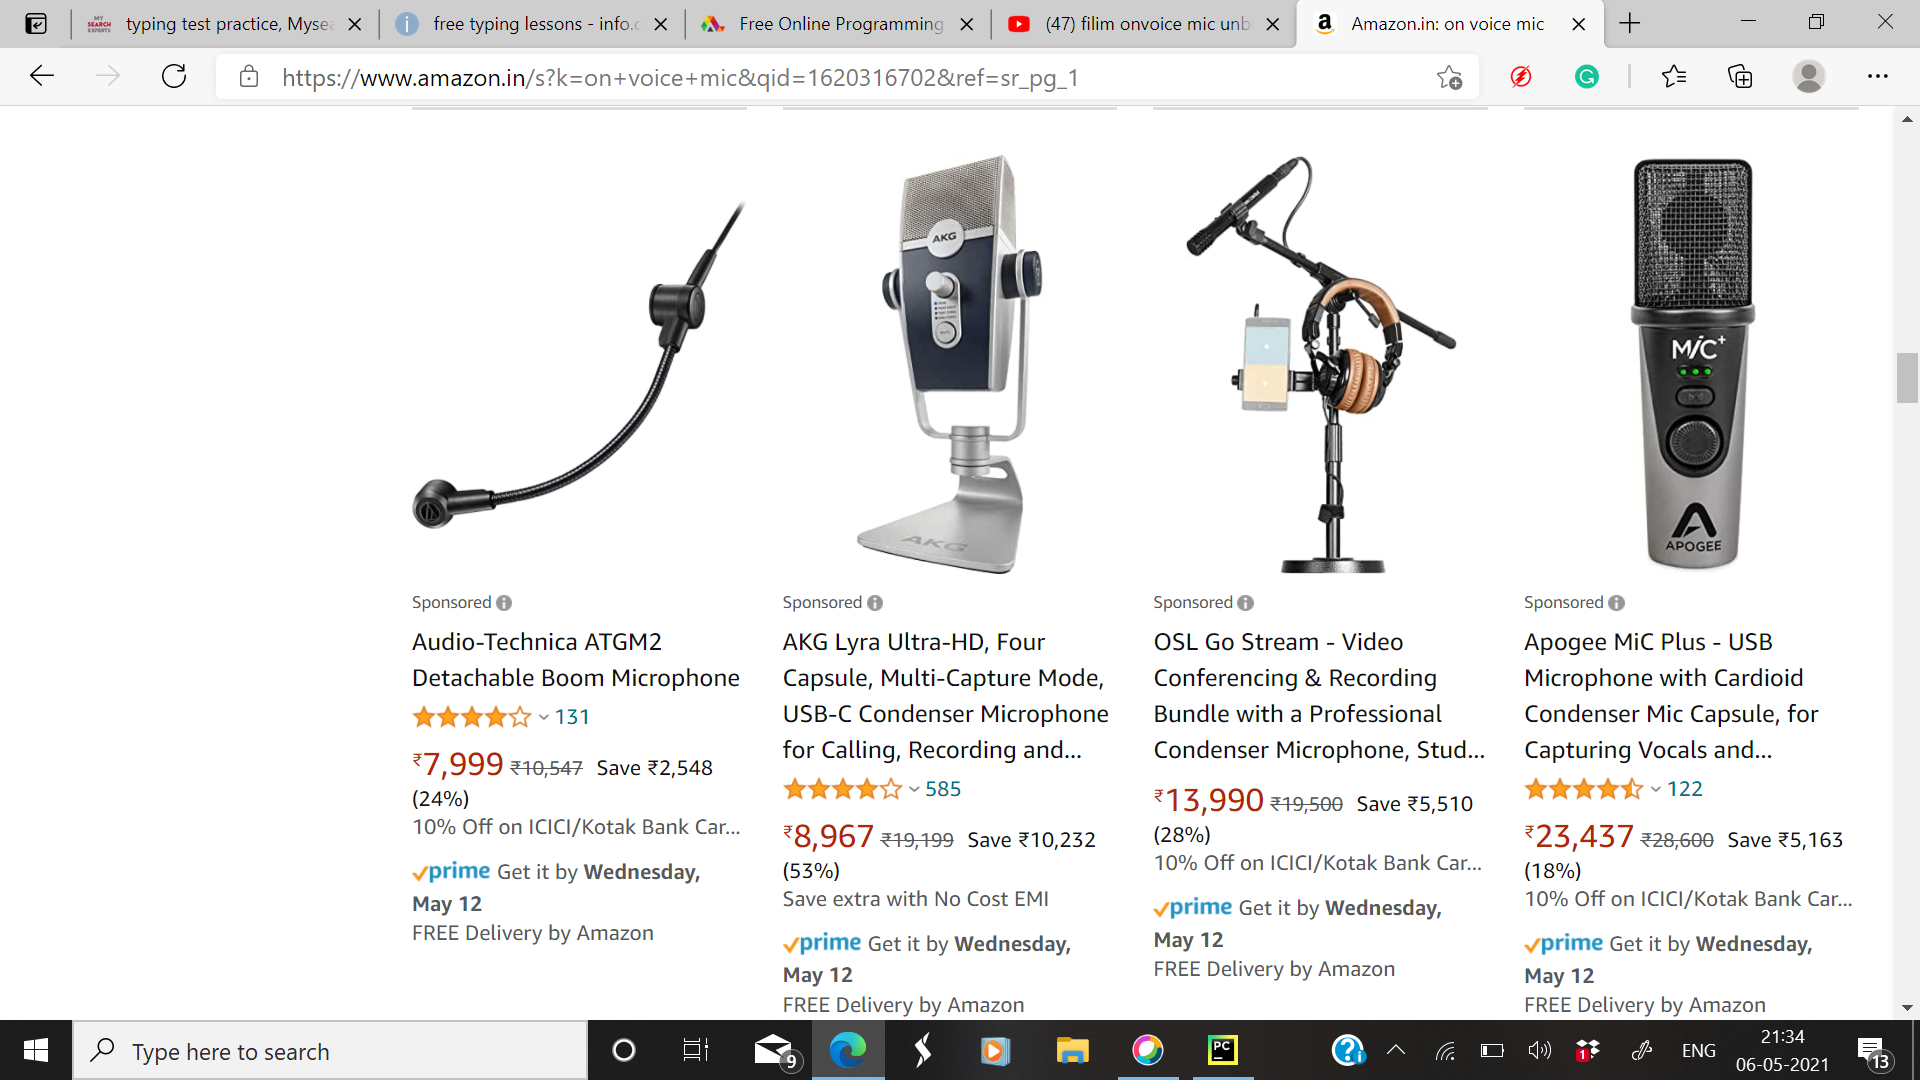 typing test practice, Mysea
free typing lessons - info.c
Free Online Programming
(47) filim onvoice mic unb
Amazon.in: on voice mic
https://www.amazon.in/s?k=on+voice+mic&qid=1620316702&ref=sr_pg_1
AKG
AKG
MiC+
APOGEE
Sponsored
Audio-Technica ATGM2
Detachable Boom Microphone
131
₹7,999 ₹10,547 Save ₹2,548
(24%)
10% Off on ICICI/Kotak Bank Car...
prime Get it by Wednesday,
May 12
FREE Delivery by Amazon
Sponsored
AKG Lyra Ultra-HD, Four
Capsule, Multi-Capture Mode,
USB-C Condenser Microphone
for Calling, Recording and...
585
₹8,967 ₹19,199 Save ₹10,232
(53%)
Save extra with No Cost EMI
prime Get it by Wednesday,
May 12
FREE Delivery by Amazon
Sponsored
OSL Go Stream - Video
Conferencing & Recording
Bundle with a Professional
Condenser Microphone, Stud...
₹13,990 ₹19,500 Save ₹5,510
(28%)
10% Off on ICICI/Kotak Bank Car...
prime Get it by Wednesday,
May 12
FREE Delivery by Amazon
Sponsored
Apogee MiC Plus - USB
Microphone with Cardioid
Condenser Mic Capsule, for
Capturing Vocals and...
122
₹23,437 ₹28,600 Save ₹5,163
(18%)
10% Off on ICICI/Kotak Bank Car...
prime Get it by Wednesday,
May 12
FREE Delivery by Amazon
Type here to search
9
PC
1
ENG
21:34
06-05-2021
13